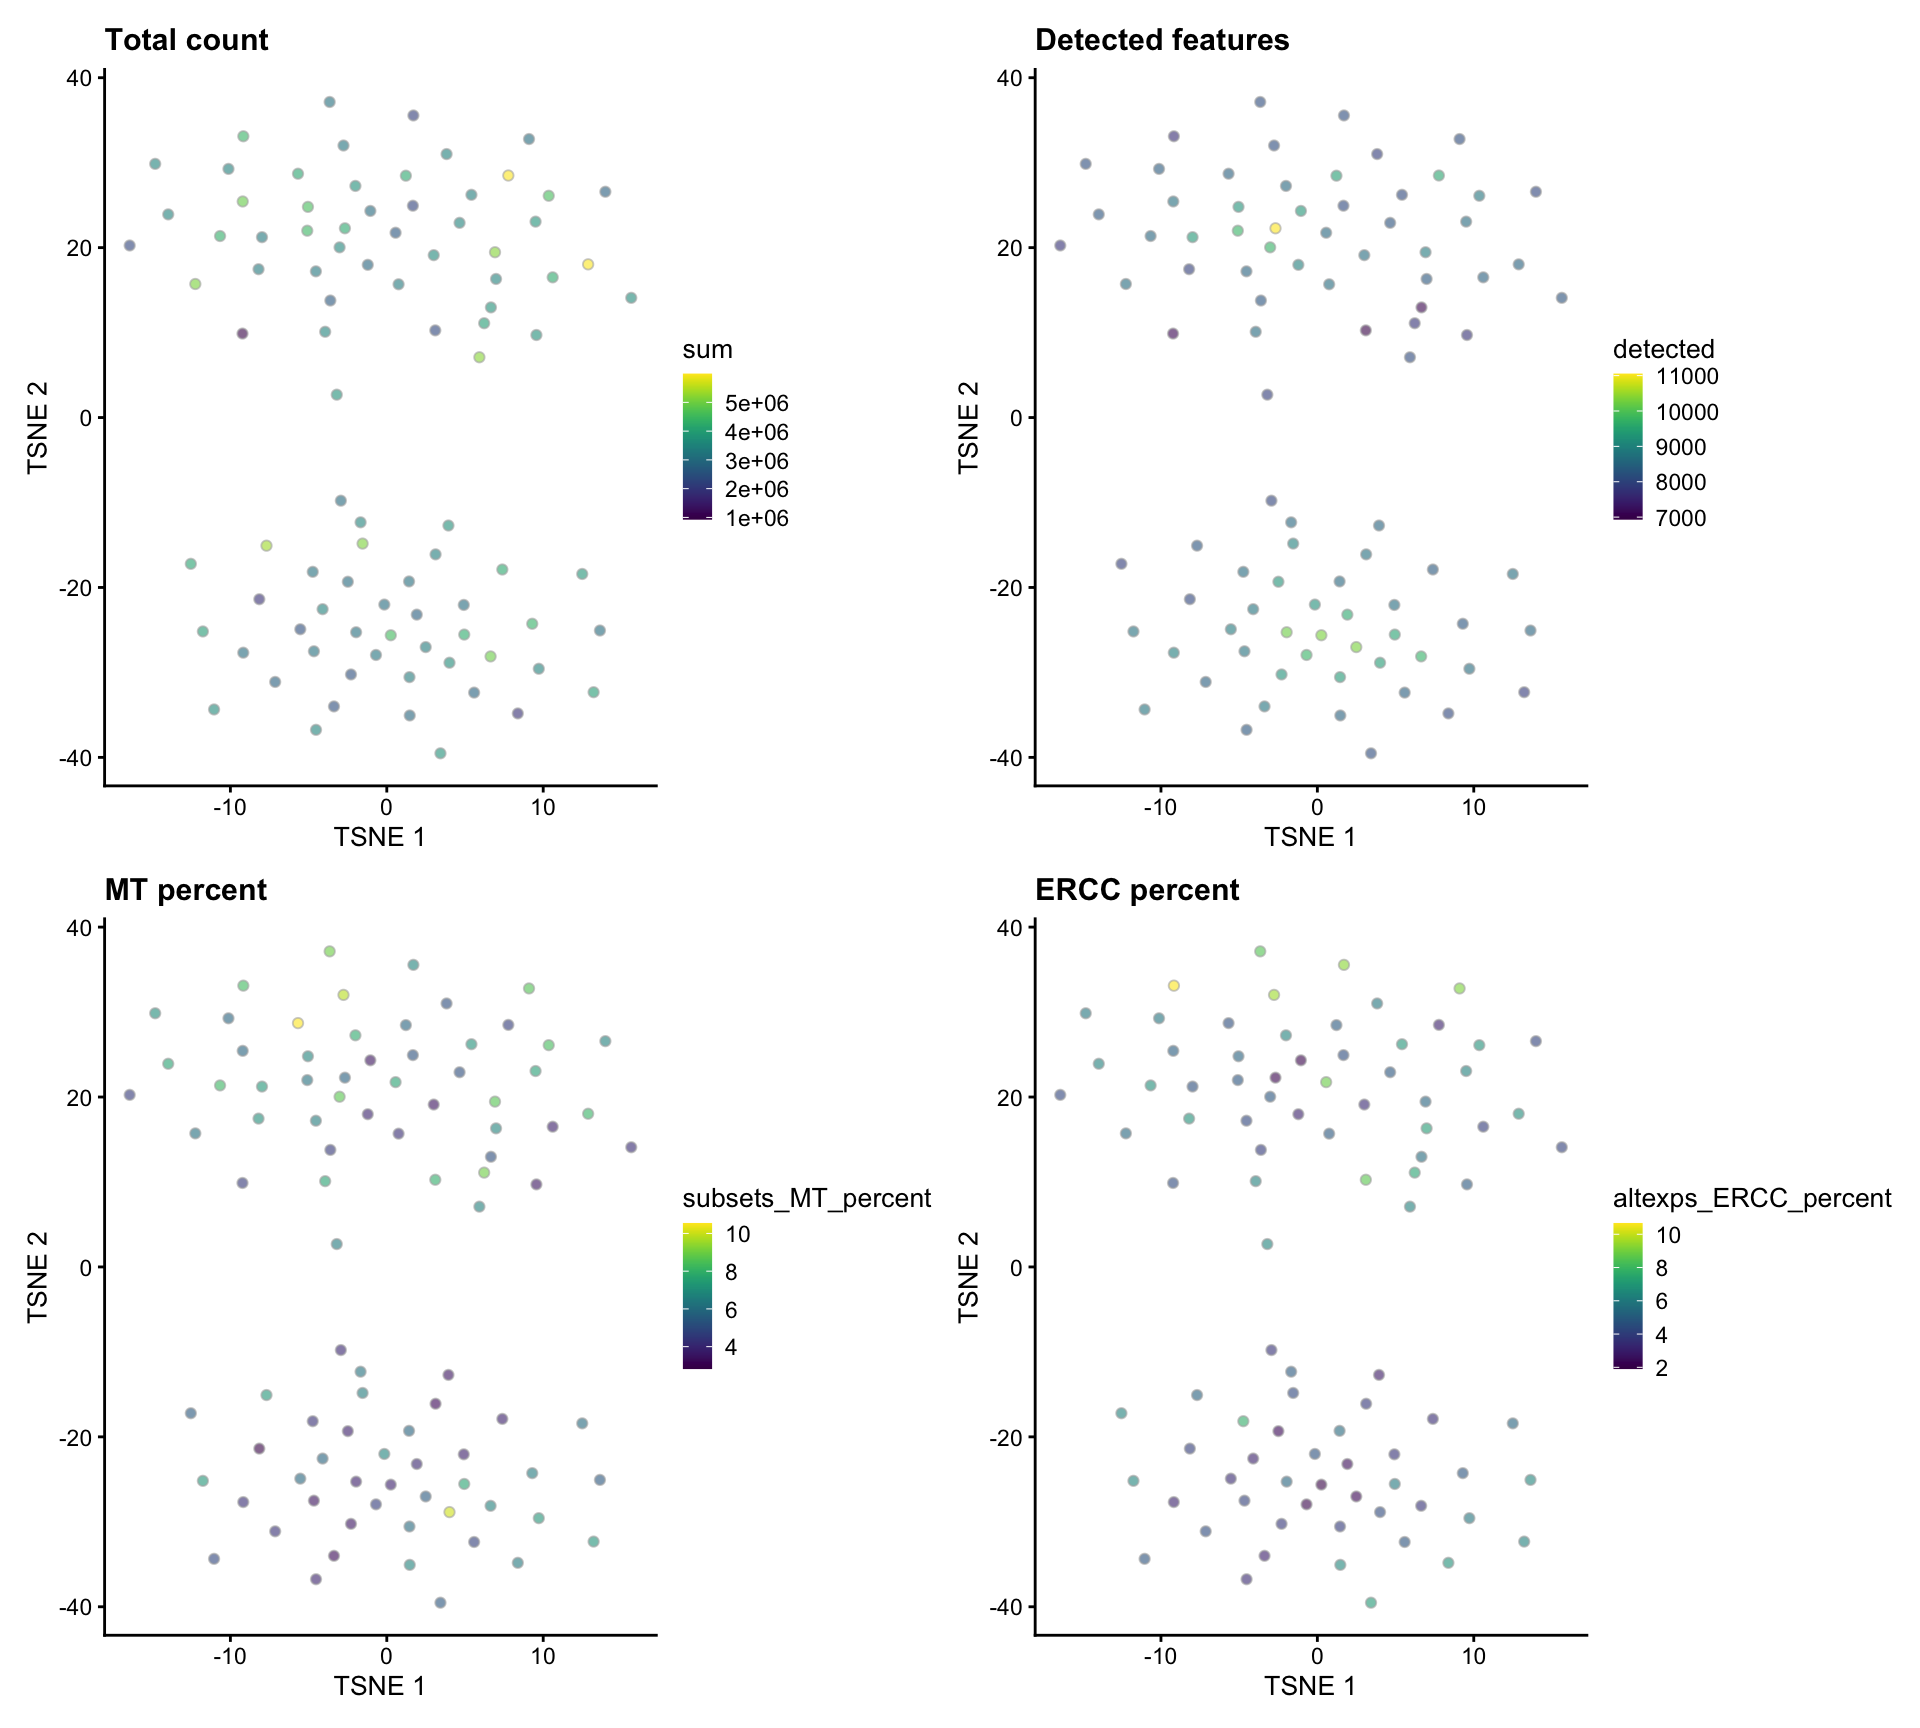 Total count
40
20
0
-20
-40
TSNE 2
-10 0 10
TSNE 1
sum
5e+06
4e+06
3e+06
2e+06
1e+06
Detected features
40
20
0
-20
-40
TSNE 2
-10 0 10
TSNE 1
detected
11000
10000
9000
8000
7000
MT percent
40
20
0
-20
-40
TSNE 2
-10 0 10
TSNE 1
subsets_MT_percent
10
8
6
4
ERCC percent
40
20
0
-20
-40
TSNE 2
-10 0 10
TSNE 1
altexps_ERCC_percent
10
8
6
4
2